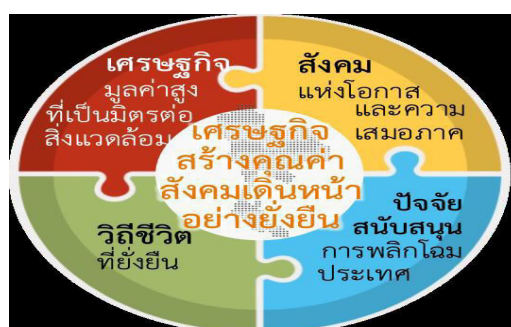 เศรษฐกิจ
มูลค่าสูง
ที่เป็นมิตรต่อ
สิ่งแวดล้อม
สังคม
แห่งโอกาส
และความ
เสมอภาค
เศรษฐกิจ
สร้างคุณค่า
สังคมเดินหน้า
อย่างยั่งยืน
วิถีชีวิต
ที่ยั่งยืน
ปัจจัย
สนับสนุน
การพลิกโฉม
ประเทศ